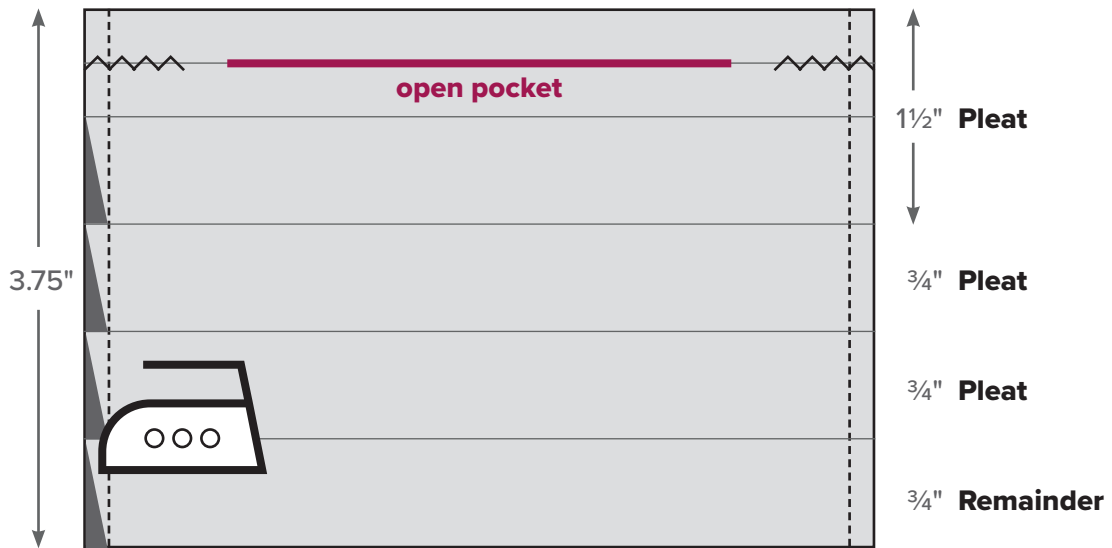 open pocket
1½" Pleat
3.75"
¾" Pleat
¾" Pleat
¾" Remainder